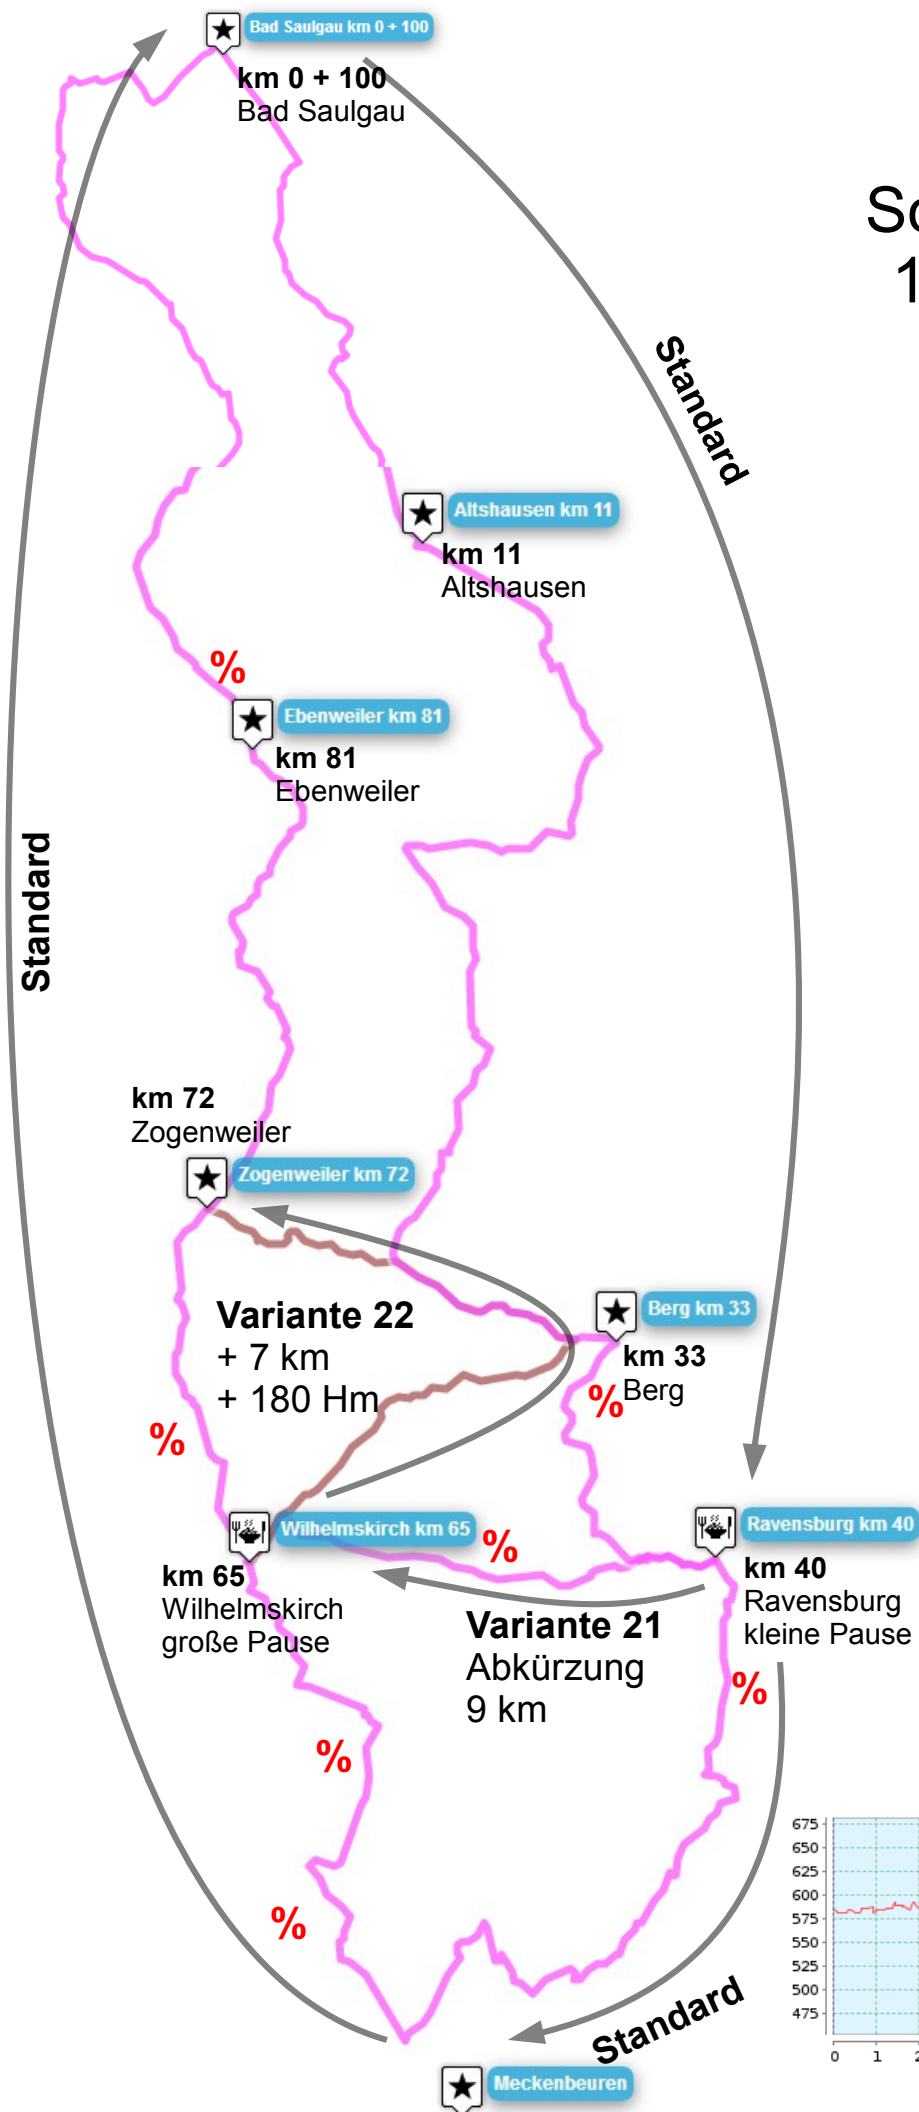 Bad Saulgau km 0 + 100
km 0 + 100
Bad Saulgau
Standard
Altshausen km 11
km 11
Altshausen
%
Ebenweiler km 81
km 81
Ebenweiler
Standard
km 72
Zogenweiler
Zogenweiler km 72
Variante 22
+ 7 km
+ 180 Hm
Berg km 33
km 33
Berg
%
%
Wilhelmskirch km 65
km 65
Wilhelmskirch
große Pause
%
Ravensburg km 40
km 40
Ravensburg
kleine Pause
Variante 21
Abkürzung
9 km
%
%
%
Standard
Meckenbeuren
675
650
625
600
575
550
525
500
475
0 1 2